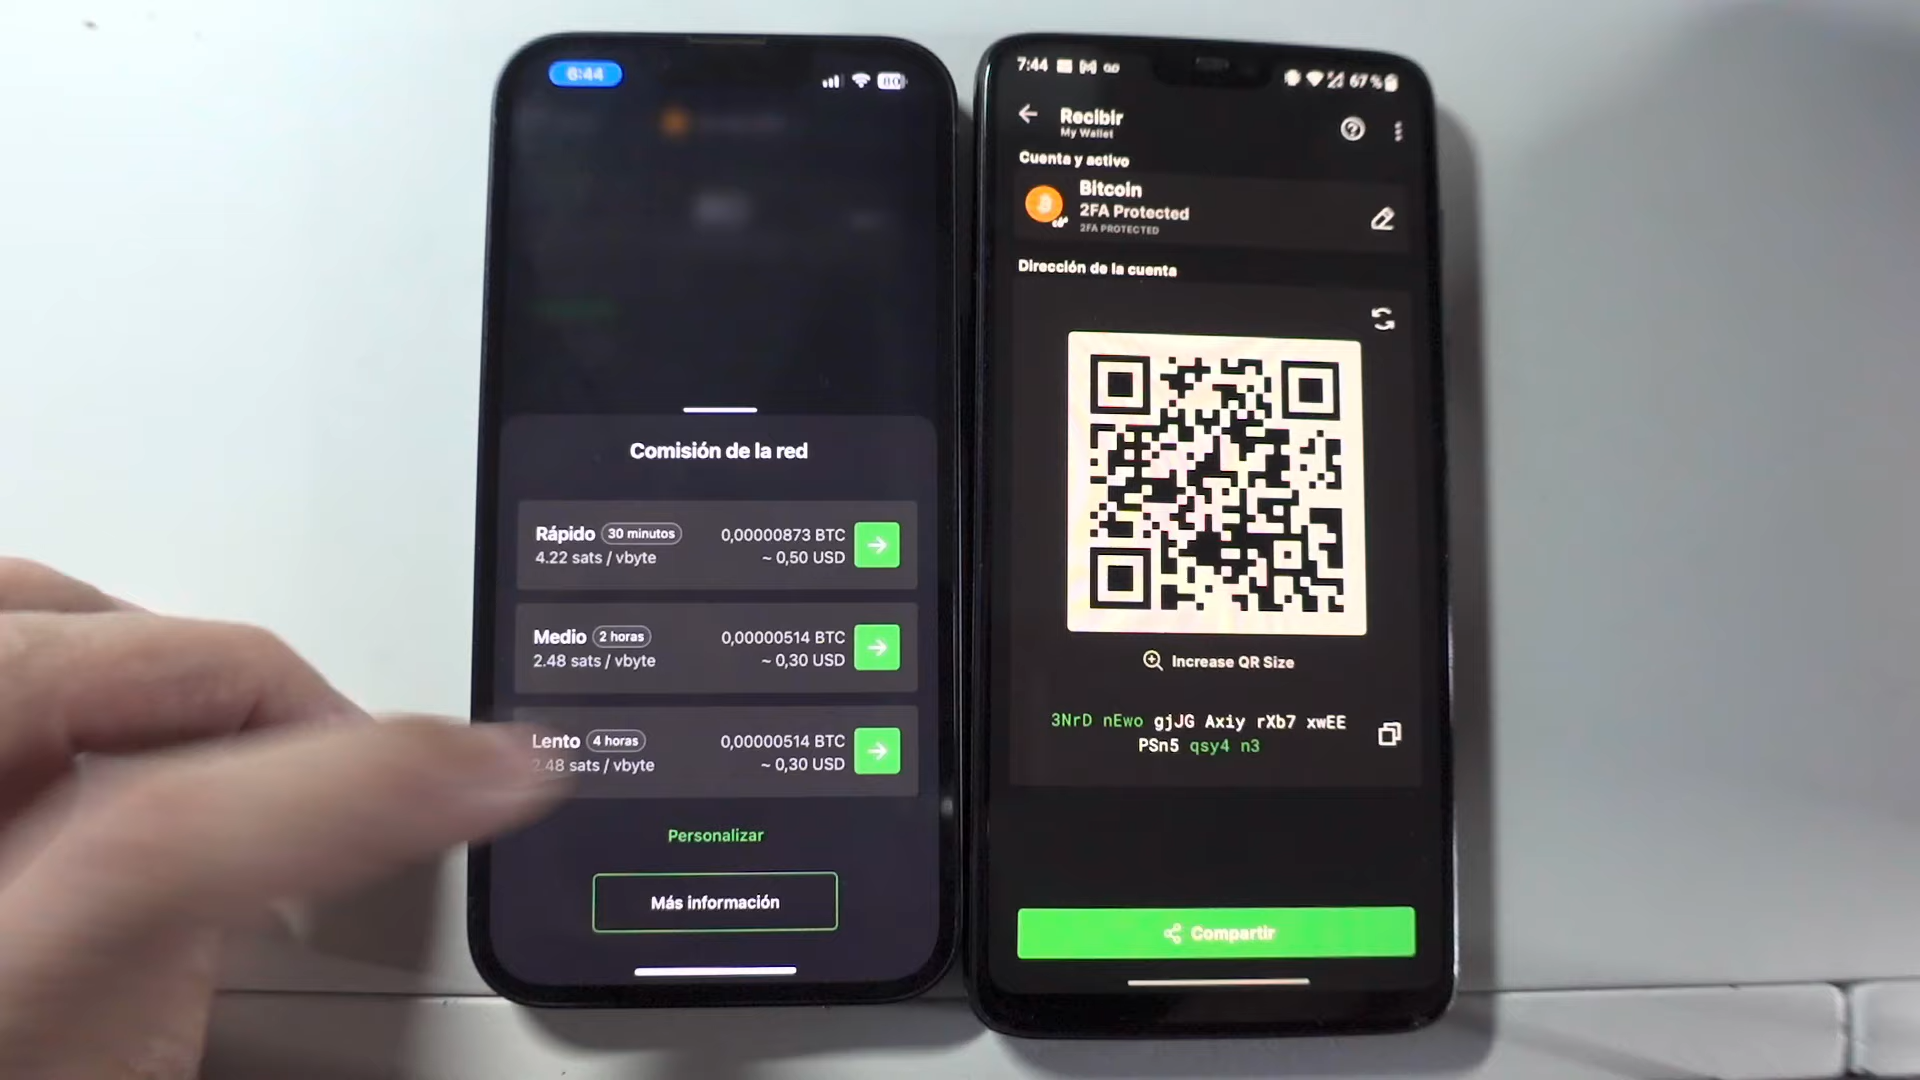 6:44
80
Comisión de la red
Rápido 30 minutos 0,00000873 BTC
4.22 sats / vbyte ~ 0,50 USD
Medio 2 horas 0,00000514 BTC
2.48 sats / vbyte ~ 0,30 USD
Lento 4 horas 0,00000514 BTC
2.48 sats / vbyte ~ 0,30 USD
Personalizar
Más información
7:44 67 %
Recibir
My Wallet
Cuenta y activo
Bitcoin
2FA Protected
2FA PROTECTED
Dirección de la cuenta
Increase QR Size
3NrD nEwo gjJG Axiy rXb7 xwEE
PSn5 qsy4 n3
Compartir